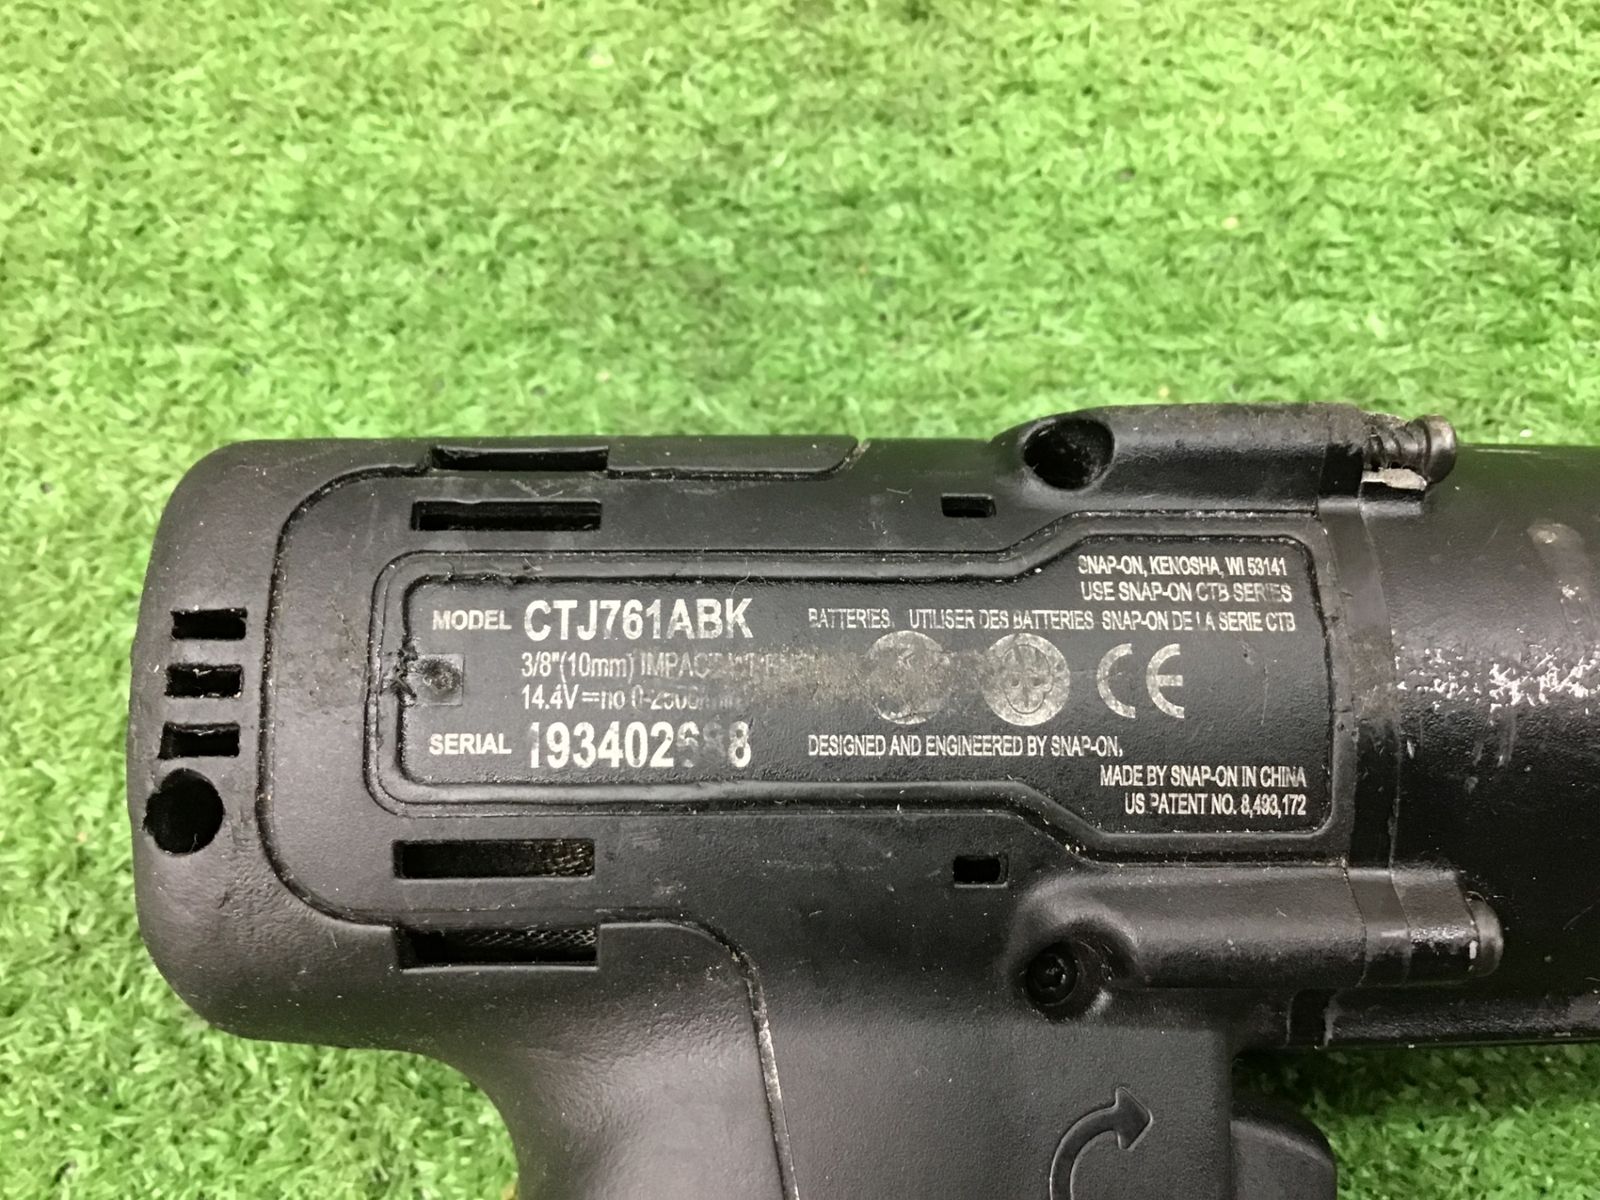 MODEL CTJ761ABK
3/8"(10mm)
14.4V
SERIAL
SNAP-ON, KENOSHA, WI 53141
USE SNAP-ON CTB SERIES
BATTERIES. UTILISER DES BATTERIES SNAP-ON DE LA SERIE CTB
CE
DESIGNED AND ENGINEERED BY SNAP-ON.
MADE BY SNAP-ON IN CHINA
US PATENT NO. 8,493,172